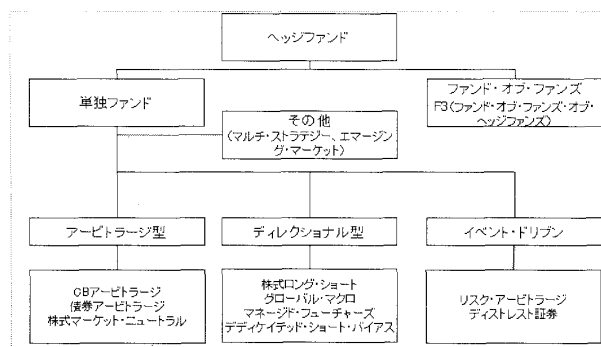 ヘッジファンド
単独ファンド
ファンド・オブ・ファンズ
F3(ファンド・オブ・ファンズ・オブ・
ヘッジファンズ)
その他
(マルチ・ストラテジー、エマージン
グ・マーケット)
アービトラージ型
ディレクショナル型
イベント・ドリブン
CBアービトラージ
債券アービトラージ
株式マーケット・ニュートラル
株式ロング・ショート
グローバル・マクロ
マネージド・フューチャーズ
デディケイテッド・ショート・バイアス
リスク・アービトラージ
ディストレスト証券